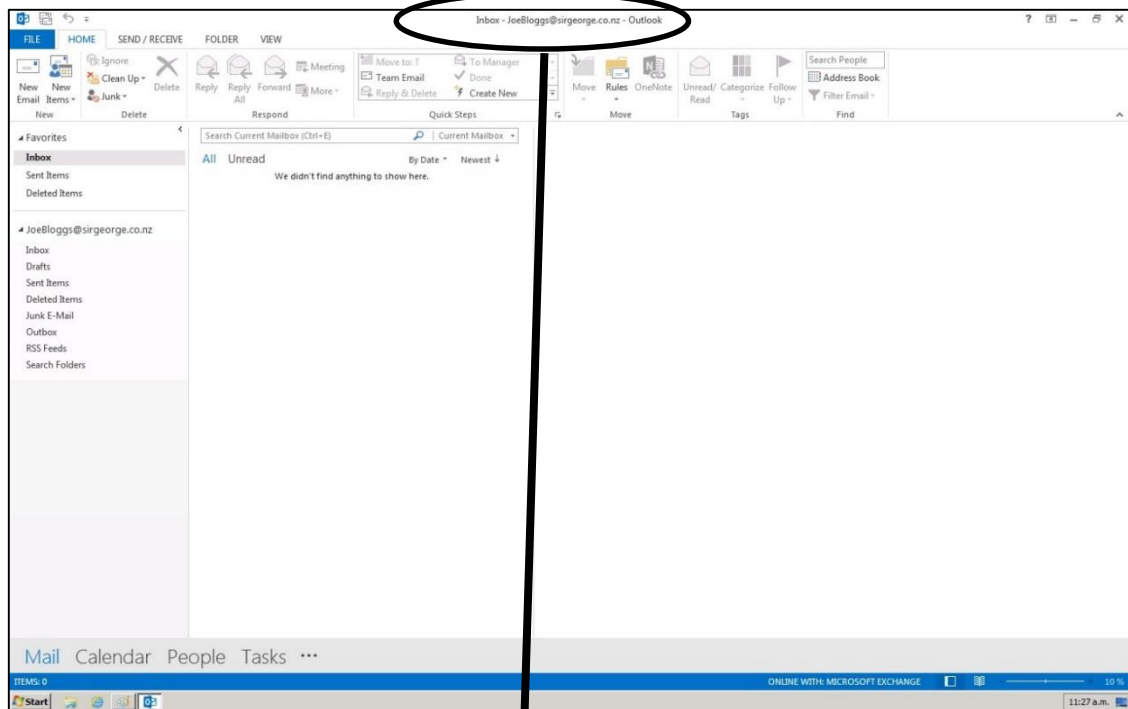 Inbox - JoeBloggs@sirgeorge.co.nz - Outlook
FILE HOME SEND / RECEIVE FOLDER VIEW
New Email
New Items
New
Ignore
Clean Up
Junk
Delete
Delete
Reply
Reply All
Forward
Meeting
More
Respond
Move to: ?
Team Email
Reply & Delete
To Manager
Done
Create New
Quick Steps
Move
Rules
OneNote
Move
Unread/ Read
Categorize
Follow Up
Tags
Search People
Address Book
Filter Email
Find
Favorites
Inbox
Sent Items
Deleted Items
JoeBloggs@sirgeorge.co.nz
Inbox
Drafts
Sent Items
Deleted Items
Junk E-Mail
Outbox
RSS Feeds
Search Folders
Search Current Mailbox (Ctrl+E) Current Mailbox
All Unread By Date Newest
We didn't find anything to show here.
Mail Calendar People Tasks ...
ITEMS: 0 ONLINE WITH: MICROSOFT EXCHANGE 10 %
Start 11:27 a.m.